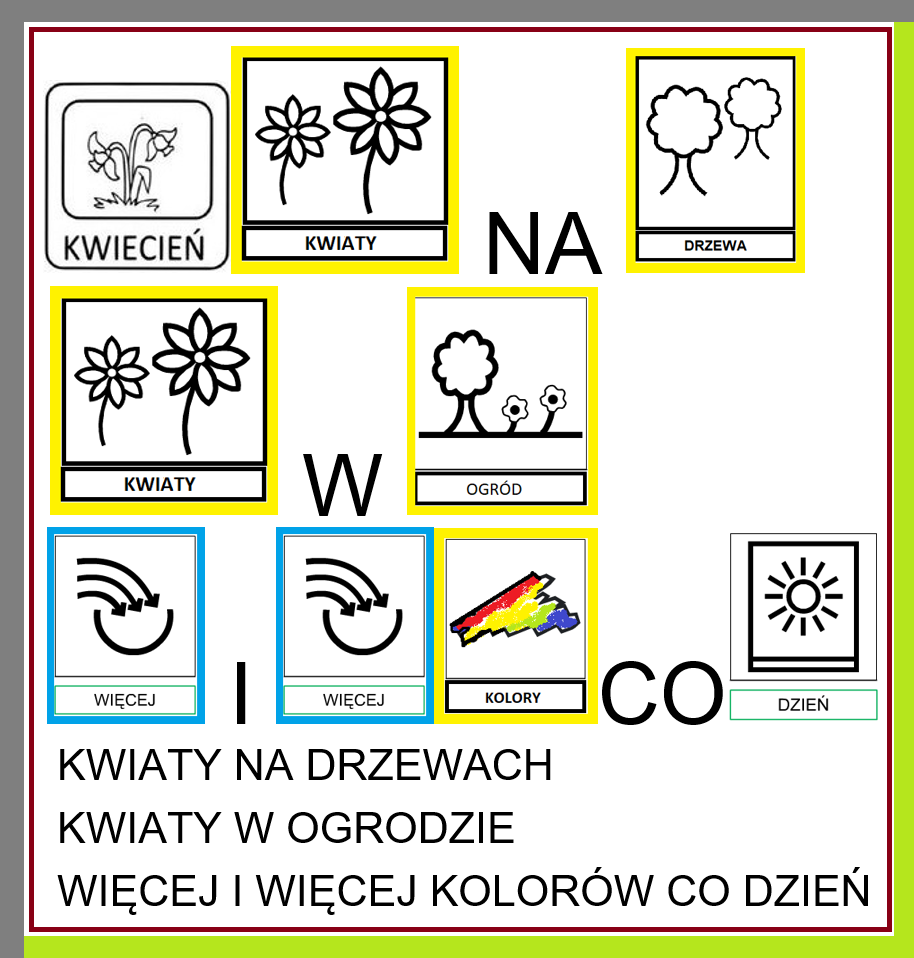 KWIECIEŃ KWIATY NA DRZEWA
KWIATY W OGRÓD
WIĘCEJ I WIĘCEJ KOLORY CO DZIEŃ
KWIATY NA DRZEWACH
KWIATY W OGRODZIE
WIĘCEJ I WIĘCEJ KOLORÓW CO DZIEŃ